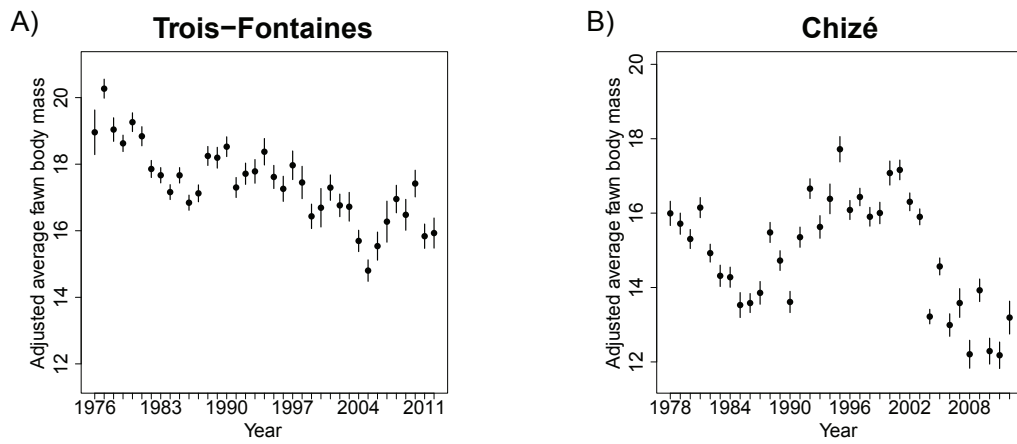 A)
Trois−Fontaines
Adjusted average fawn body mass
20
18
16
14
12
1976 1983 1990 1997 2004 2011
Year
B)
Chizé
Adjusted average fawn body mass
20
18
16
14
12
1978 1984 1990 1996 2002 2008
Year